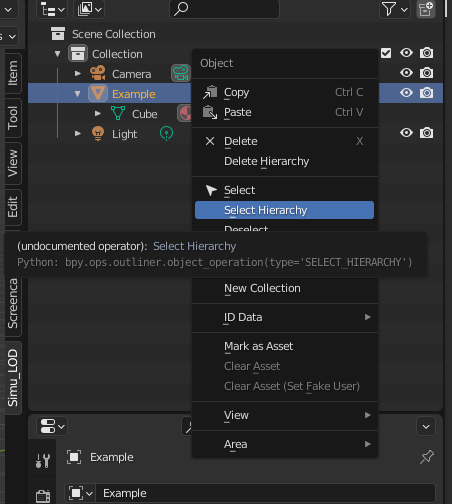 Scene Collection
Collection
Camera
Example
Cube
Light
Item
Tool
View
Edit
Screenca
Simu_LOD
Object
Copy Ctrl C
Paste Ctrl V
Delete X
Delete Hierarchy
Select
Select Hierarchy
Deselect
(undocumented operator): Select Hierarchy
Python: bpy.ops.outliner.object_operation(type='SELECT_HIERARCHY')
New Collection
ID Data
Mark as Asset
Clear Asset
Clear Asset (Set Fake User)
View
Area
Example
Example